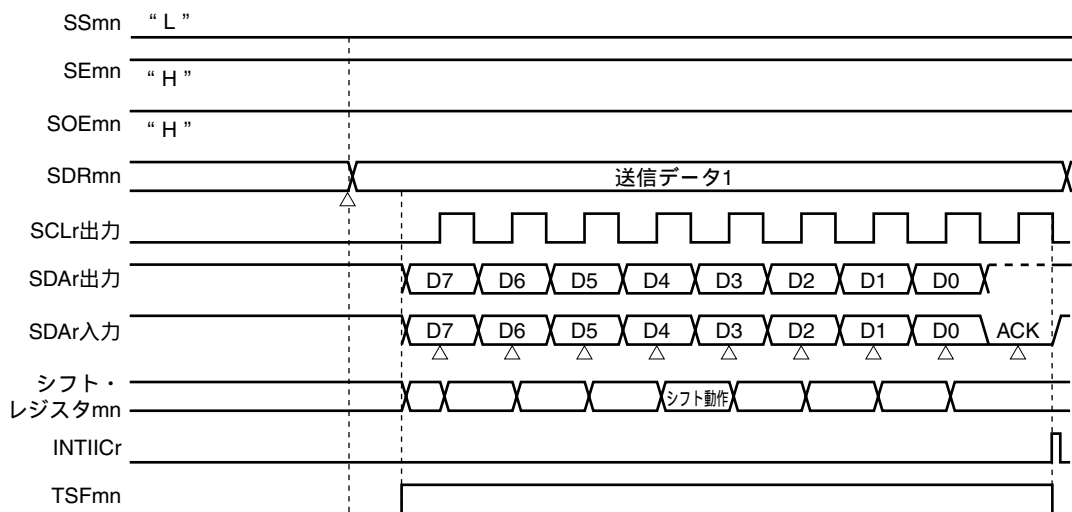 SSmn “ L ”
SEmn “ H ”
SOEmn “ H ”
SDRmn 送信データ1
SCLr出力
SDAr出力 D7 D6 D5 D4 D3 D2 D1 D0
SDAr入力 D7 D6 D5 D4 D3 D2 D1 D0 ACK
シフト・
レジスタmn シフト動作
INTIICr
TSFmn